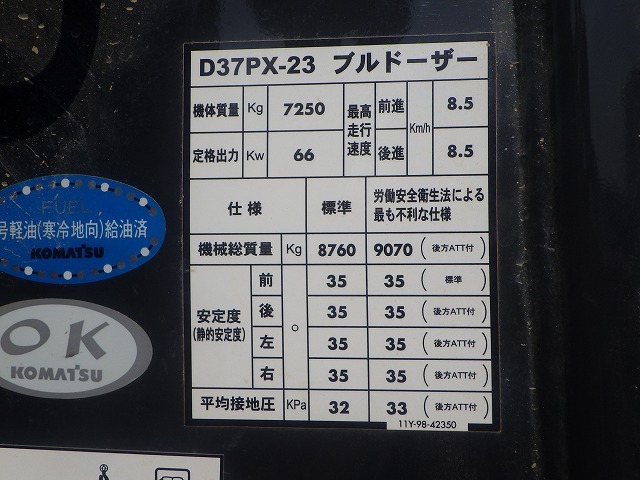 D37PX-23 ブルドーザー
機体質量 Kg 7250 最高走行速度 前進 Km/h 8.5
定格出力 Kw 66 後進 8.5
仕様 標準 労働安全衛生法による最も不利な仕様
機械総質量 Kg 8760 9070 (後方ATT付)
安定度(静的安定度) 前 ° 35 35 (標準)
後 35 35 (後方ATT付)
左 35 35 (後方ATT付)
右 35 35 (後方ATT付)
平均接地圧 KPa 32 33 (後方ATT付)
11Y-98-42350
FUEL
号軽油(寒冷地向)給油済
KOMATSU
OK
KOMATSU